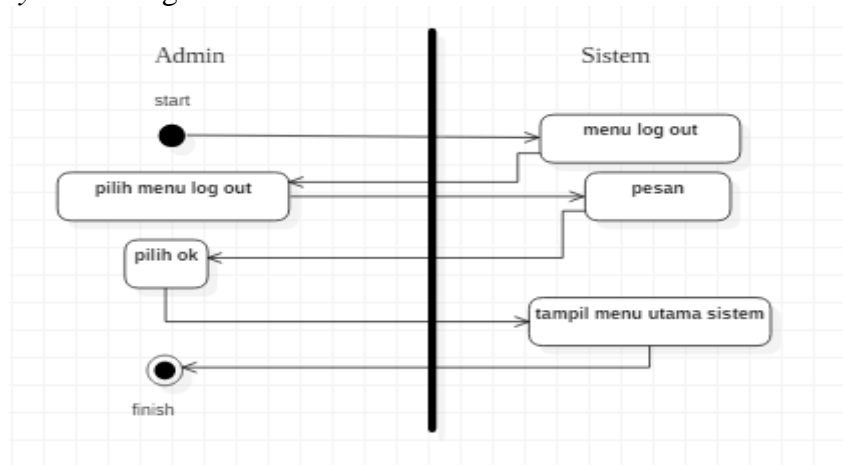 Admin
Sistem
start
menu log out
pilih menu log out
pesan
pilih ok
tampil menu utama sistem
finish